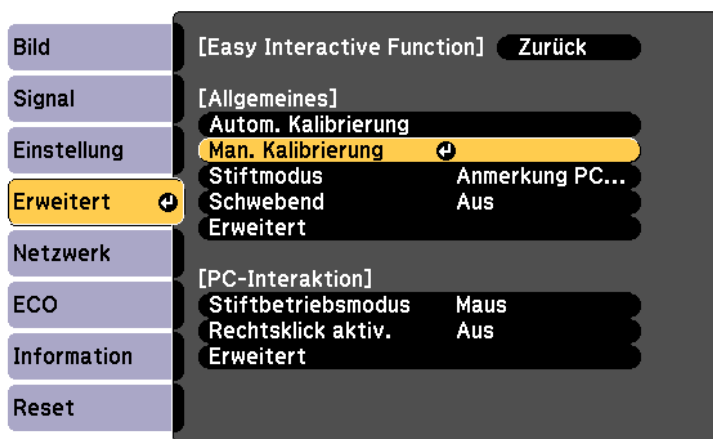 Bild
Signal
Einstellung
Erweitert
Netzwerk
ECO
Information
Reset
[Easy Interactive Function] Zurück
[Allgemeines]
Autom. Kalibrierung
Man. Kalibrierung
Stiftmodus Anmerkung PC...
Schwebend Aus
Erweitert
[PC-Interaktion]
Stiftbetriebsmodus Maus
Rechtsklick aktiv. Aus
Erweitert